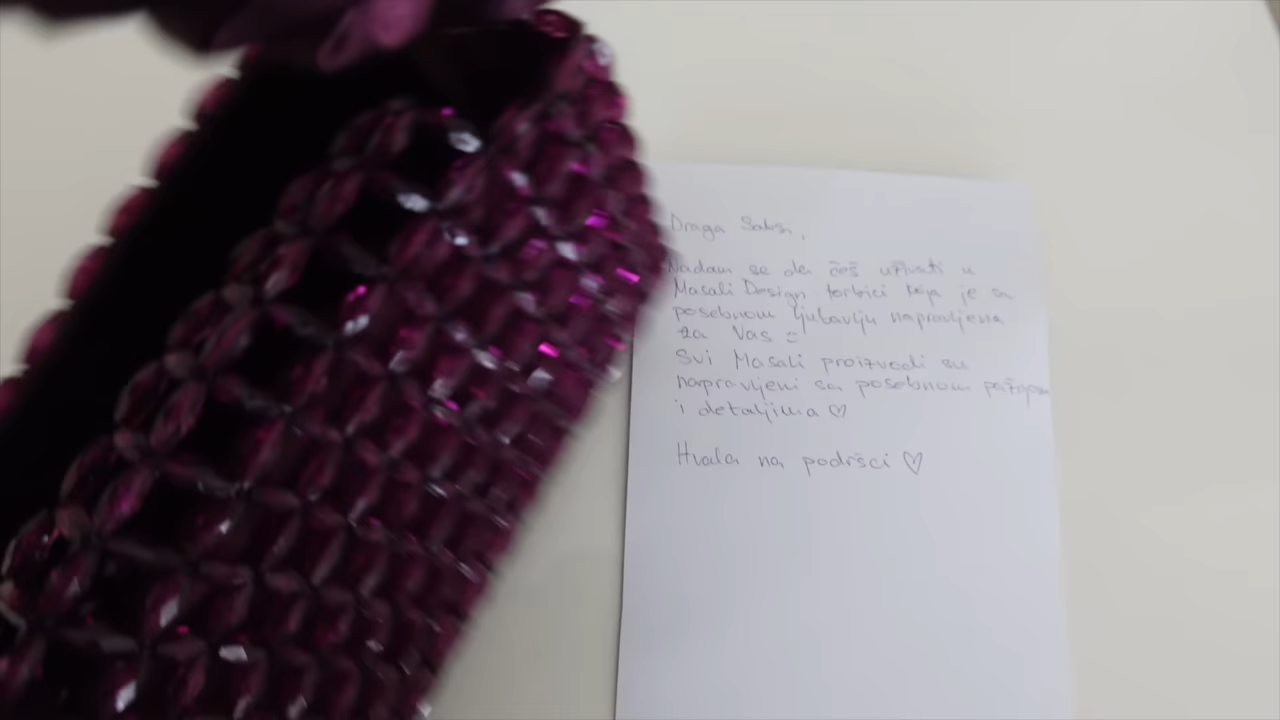 Draga Sabsi,
Nadam se da ćeš uživati u
Masali Design torbici koja je sa
posebnom ljubavlju napravljena
za Vas
Svi Masali proizvodi su
napravljeni sa posebnom pažnjom
i detaljima ♡
Hvala na podršci ♡